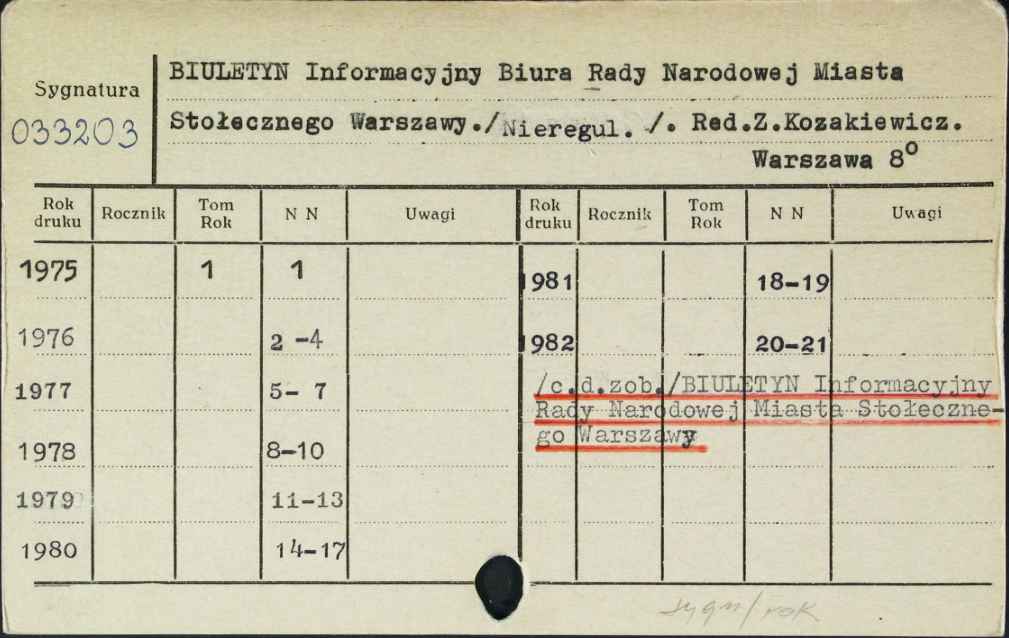 BIULETYN Informacyjny Biura Rady Narodowej Miasta
Sygnatura
033203
Stołecznego Warszawy./Nieregul. /. Red.Z.Kozakiewicz.
Warszawa 8°
Rok druku Rocznik Tom Rok N N Uwagi Rok druku Rocznik Tom Rok N N Uwagi
1975 1 1 1981 18-19
1976 2 -4 1982 20-21
1977 5- 7 /c.d.zob./BIULETYN Informacyjny
Rady Narodowej Miasta Stołeczne-
go Warszawy
1978 8-10
1979 11-13
1980 14-17
sygn/rok